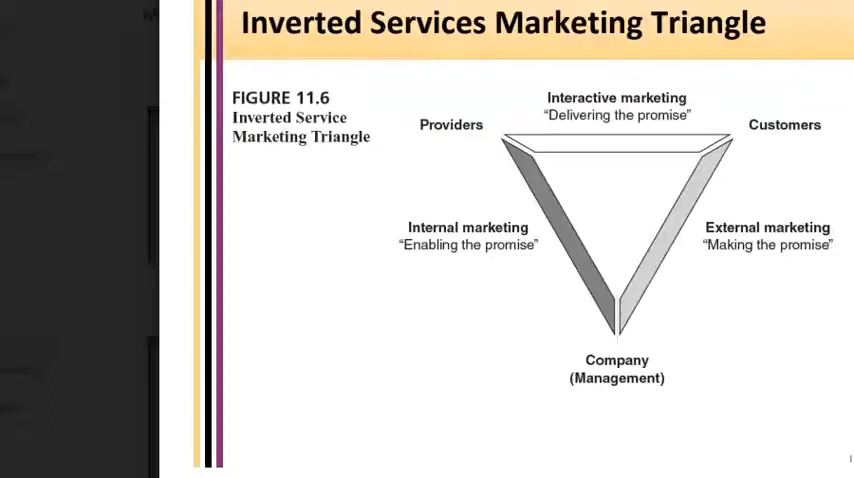 Inverted Services Marketing Triangle
FIGURE 11.6
Inverted Service
Marketing Triangle
Interactive marketing
“Delivering the promise”
Providers
Customers
Internal marketing
“Enabling the promise”
External marketing
“Making the promise”
Company
(Management)